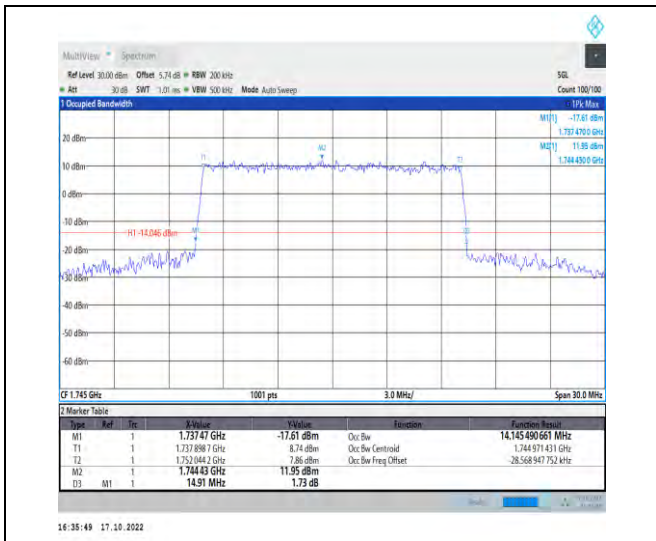 MultiView Spectrum
Ref Level 30.00 dBm Offset 5.74 dB RBW 200 kHz SGL
Att 30 dB SWT 1.01 ms VBW 500 kHz Mode Auto Sweep Count 100/100
1 Occupied Bandwidth 1Pk Max
M1[1] -17.61 dBm
1.737 470 0 GHz
M2[1] 11.95 dBm
1.744 430 0 GHz
20 dBm
M2
T1 T2
10 dBm
0 dBm
-10 dBm
H1 -14.046 dBm M1
-20 dBm
-30 dBm
-40 dBm
-50 dBm
-60 dBm
CF 1.745 GHz 1001 pts 3.0 MHz/ Span 30.0 MHz
2 Marker Table
Type Ref Trc X-Value Y-Value Function Function Result
M1 1 1.73747 GHz -17.61 dBm Occ Bw 14.145 490 661 MHz
T1 1 1.737 898 7 GHz 8.74 dBm Occ Bw Centroid 1.744 971 431 GHz
T2 1 1.752 044 2 GHz 7.86 dBm Occ Bw Freq Offset -28.568 947 752 kHz
M2 1 1.74443 GHz 11.95 dBm
D3 M1 1 14.91 MHz 1.73 dB
16:35:49 17.10.2022